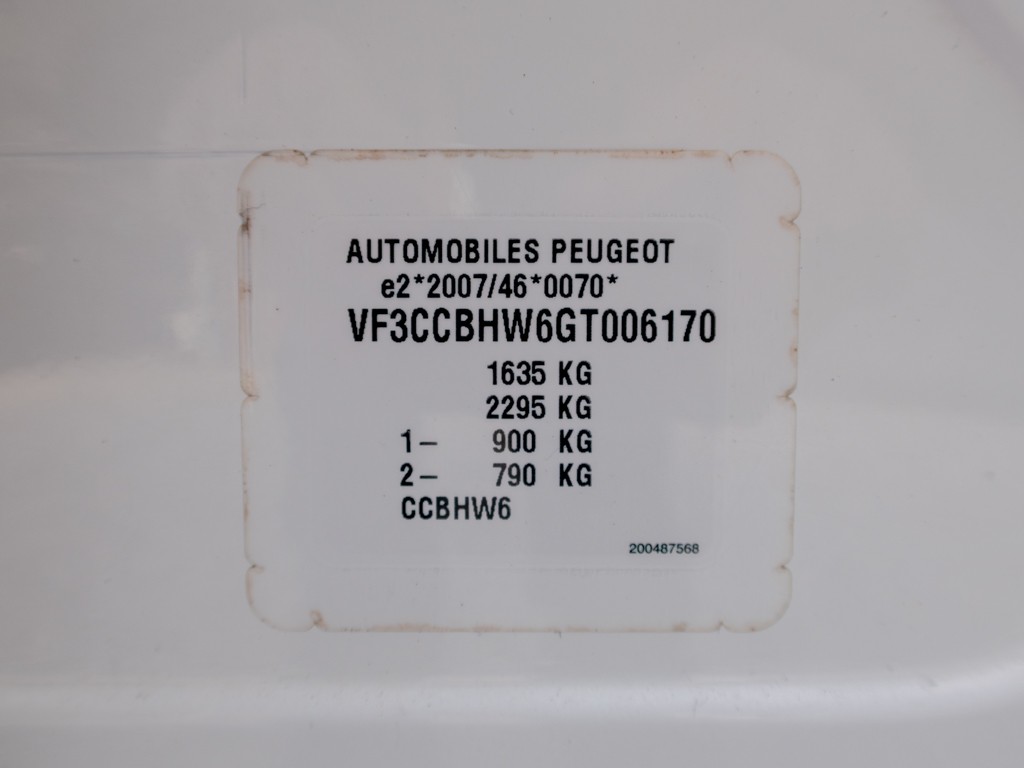 AUTOMOBILES PEUGEOT
e2*2007/46*0070*
VF3CCBHW6GT006170
1635 KG
2295 KG
1– 900 KG
2– 790 KG
CCBHW6
200487568